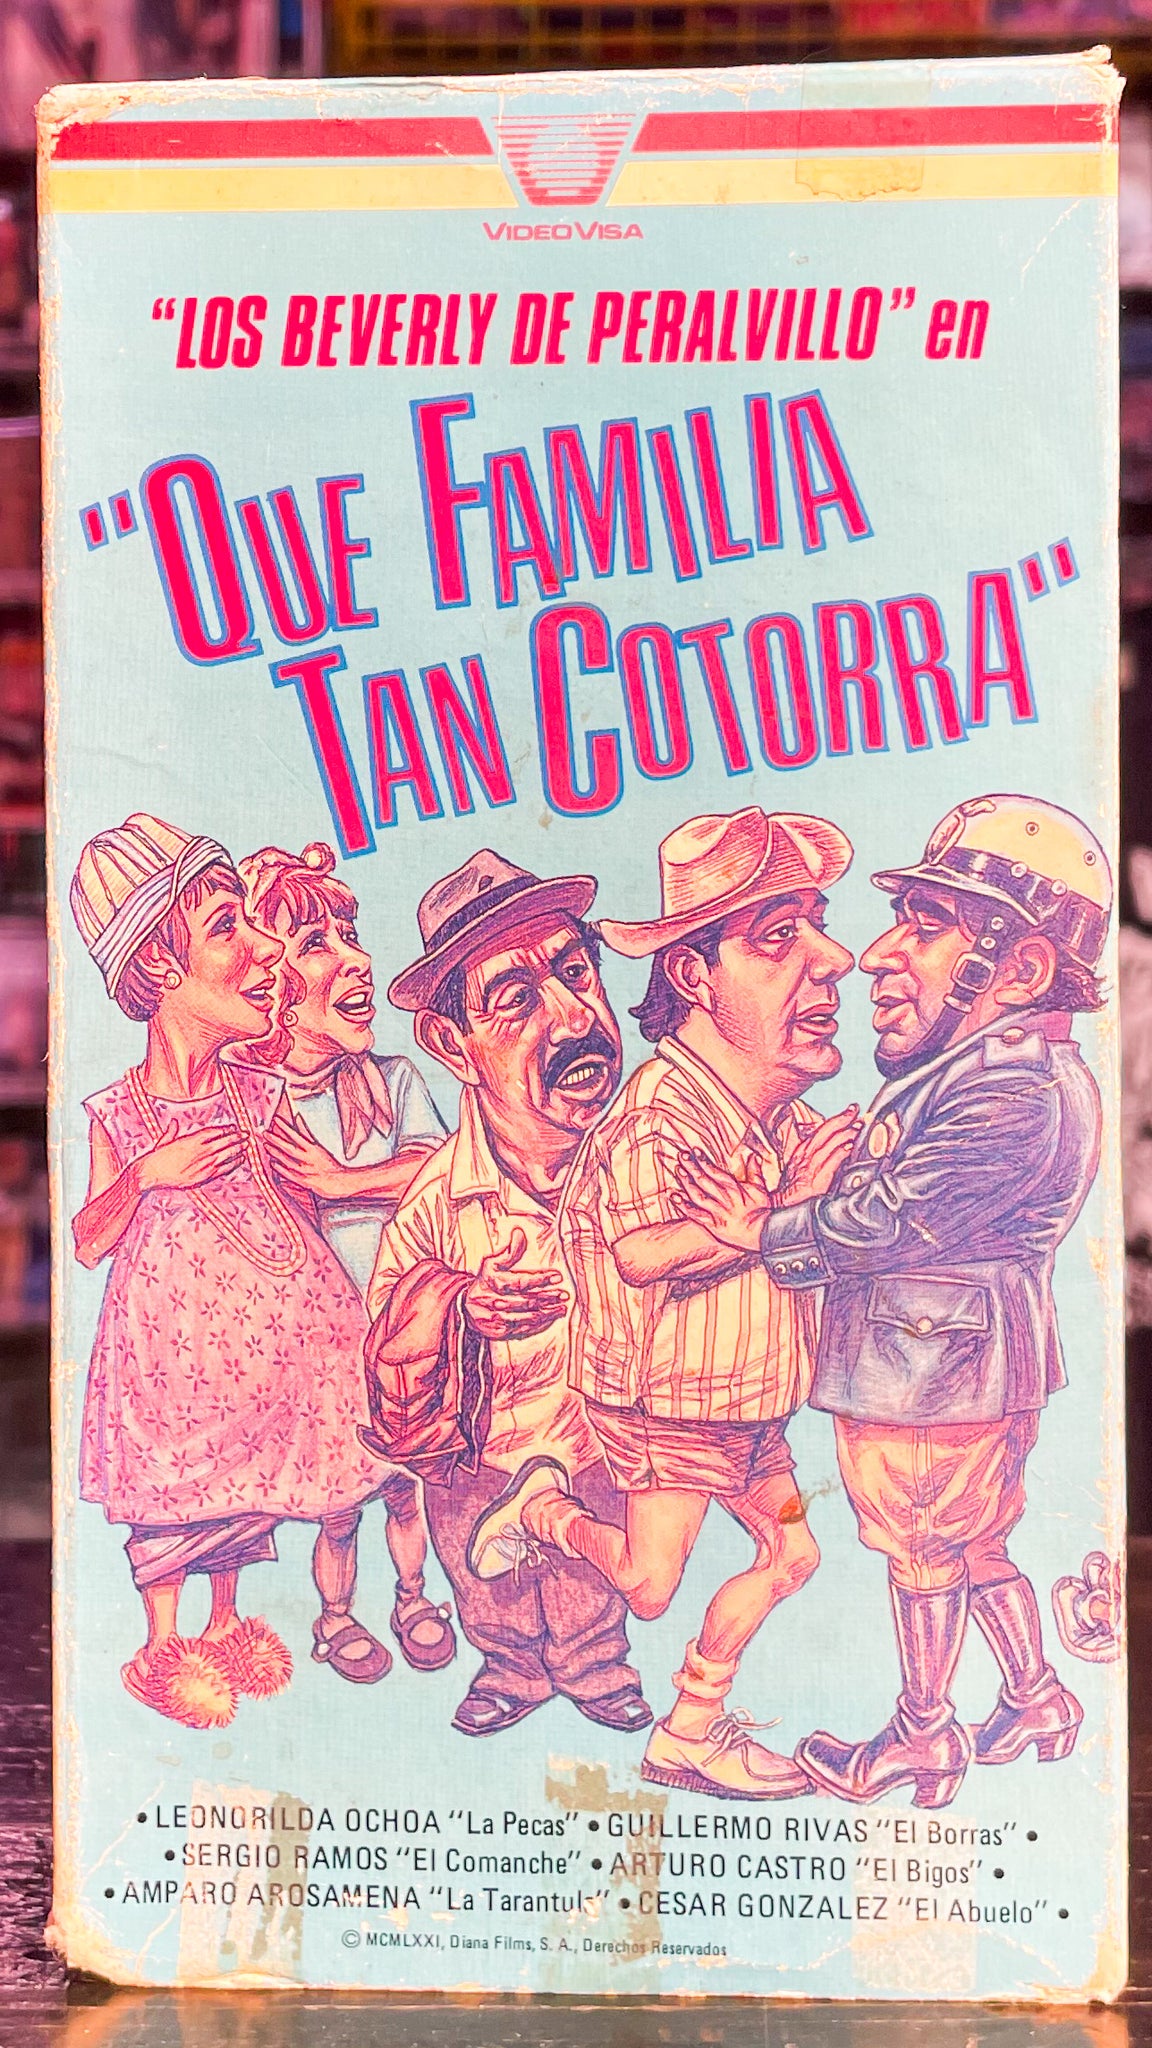 VIDEOVISA
"LOS BEVERLY DE PERALVILLO" en
"QUE FAMILIA
TAN COTORRA"
• LEONORILDA OCHOA "La Pecas" • GUILLERMO RIVAS "El Borras" •
• SERGIO RAMOS "El Comanche" • ARTURO CASTRO "El Bigos" •
• AMPARO AROSAMENA "La Tarantula" • CESAR GONZALEZ "El Abuelo" •
© MCMLXXI, Diana Films, S. A., Derechos Reservados